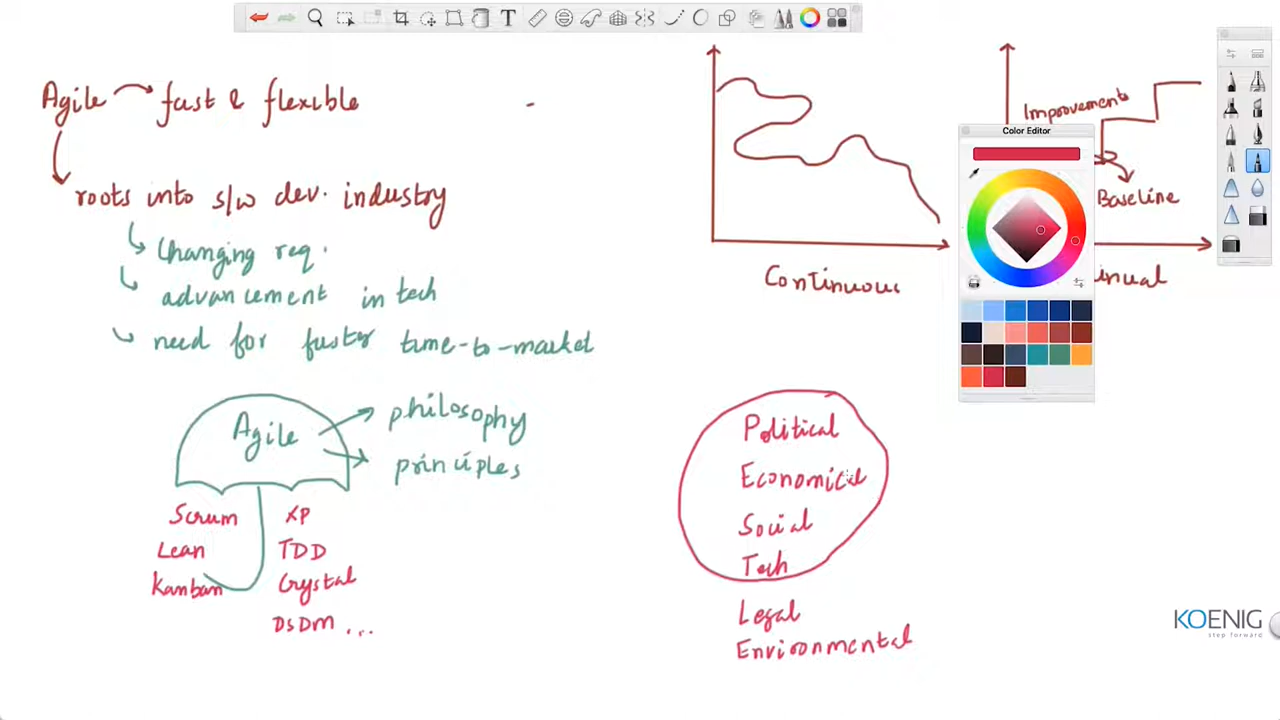 Agile fast & flexible
roots into s/w dev. industry
Changing req.
advancement in tech
need for faster time-to-market
Agile
philosophy
principles
Scrum XP
Lean TDD
Kanban Crystal
DSDM ...
Continuous
Improvements
Baseline
Color Editor
Political
Economical
Social
Tech
Legal
Environmental
KOENIG
step forward